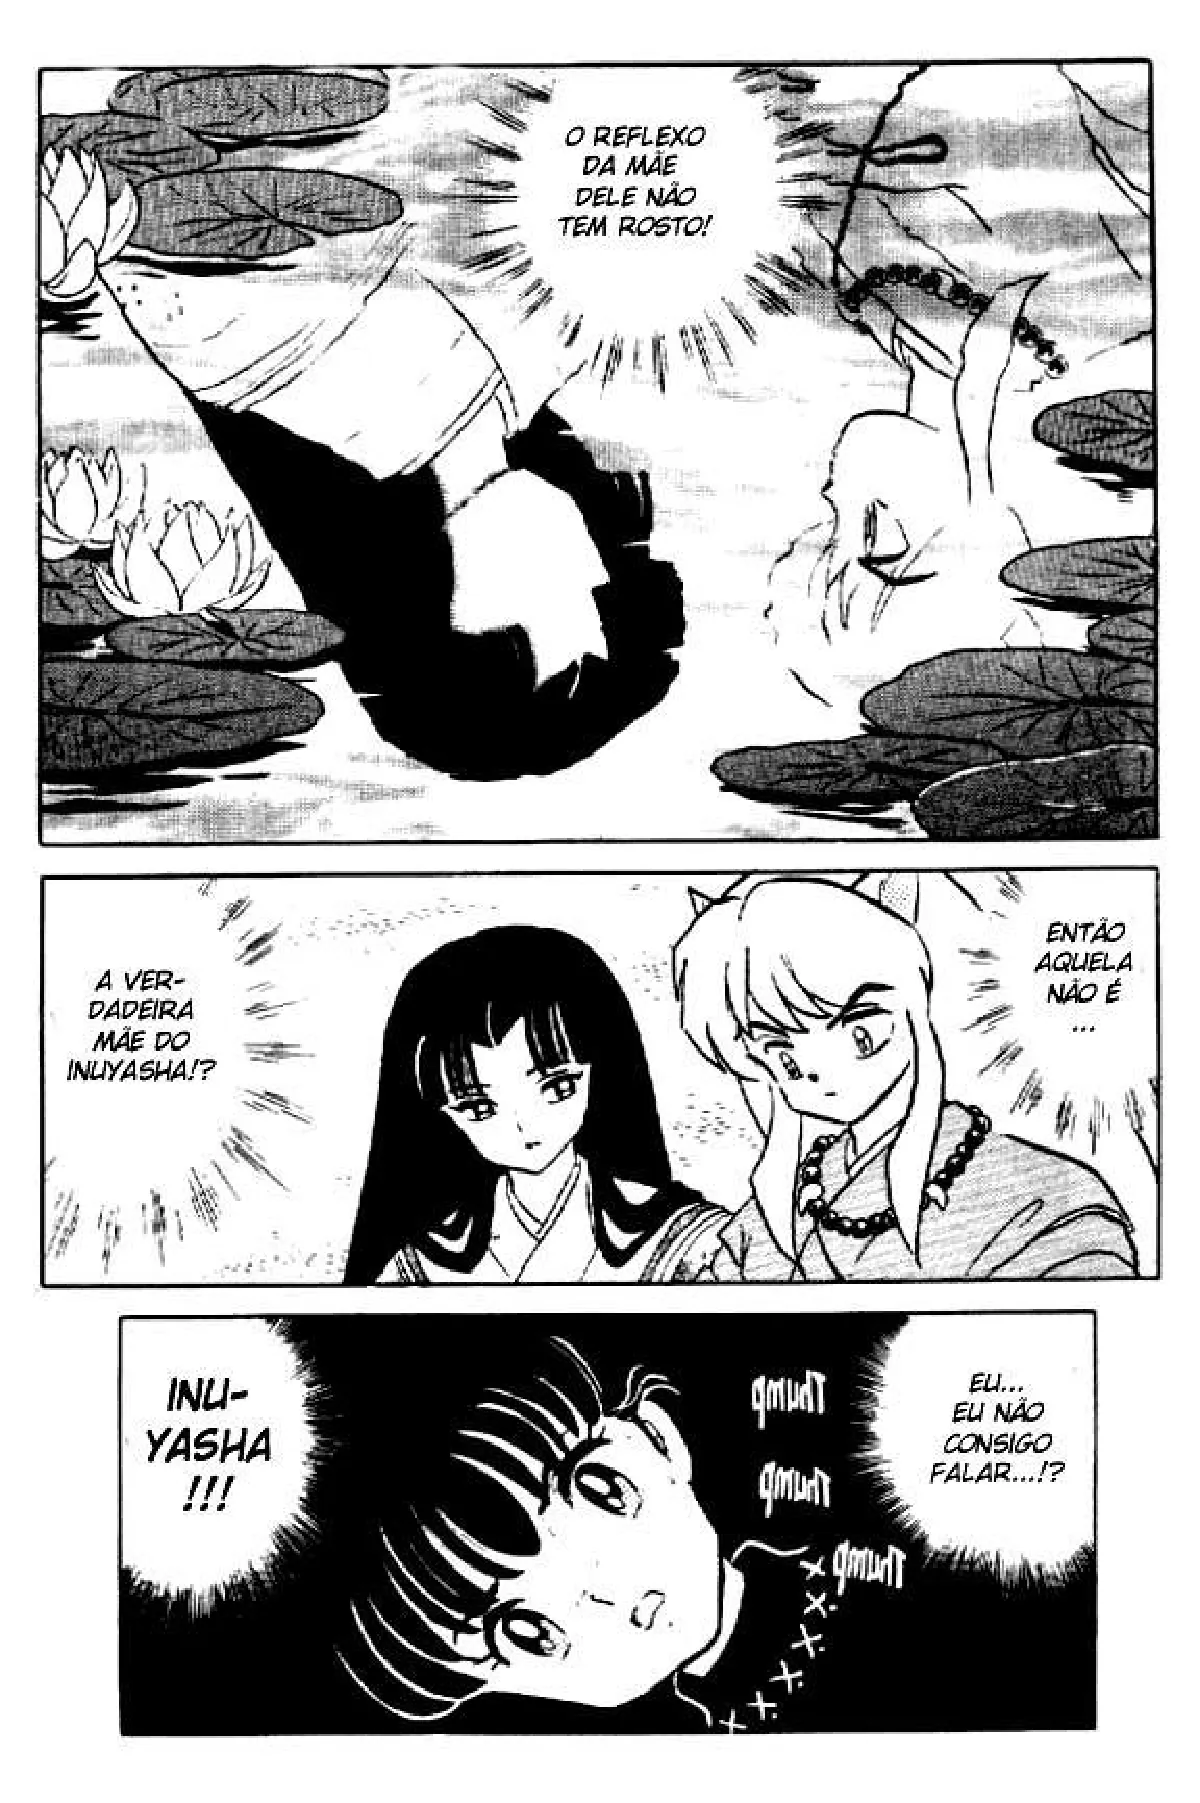 O REFLEXO
DA MÃE
DELE NÃO
TEM ROSTO!
ENTÃO
AQUELA
NÃO É
...
A VER-
DADEIRA
MÃE DO
INUYASHA!?
EU...
EU NÃO
CONSIGO
FALAR...!?
Thump
Thump
Thump
INU-
YASHA
!!!